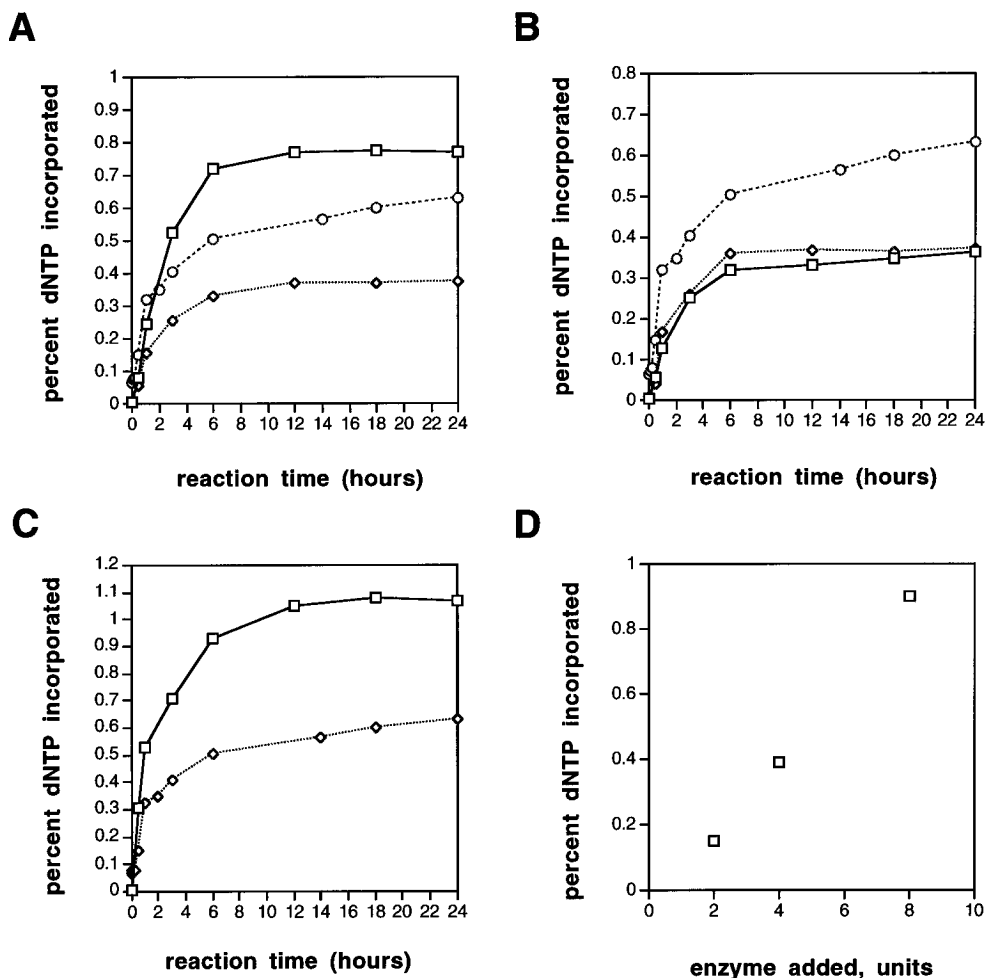 A
percent dNTP incorporated
1
0.9
0.8
0.7
0.6
0.5
0.4
0.3
0.2
0.1
0
0 2 4 6 8 10 12 14 16 18 20 22 24
reaction time (hours)
B
percent dNTP incorporated
0.8
0.7
0.6
0.5
0.4
0.3
0.2
0.1
0
0 2 4 6 8 10 12 14 16 18 20 22 24
reaction time (hours)
C
percent dNTP incorporated
1.2
1.1
1
0.9
0.8
0.7
0.6
0.5
0.4
0.3
0.2
0.1
0
0 2 4 6 8 10 12 14 16 18 20 22 24
reaction time (hours)
D
percent dNTP incorporated
1
0.8
0.6
0.4
0.2
0
0 2 4 6 8 10
enzyme added, units